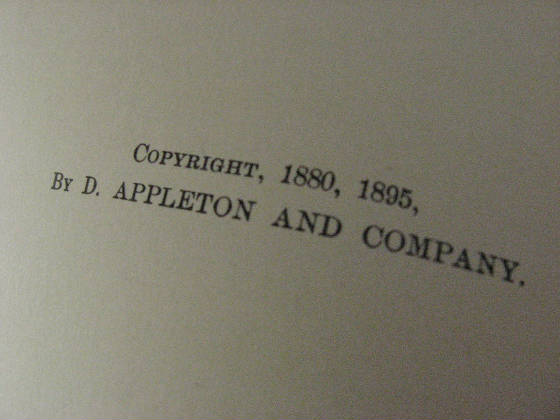 Copyright, 1880, 1895,
By D. APPLETON AND COMPANY.